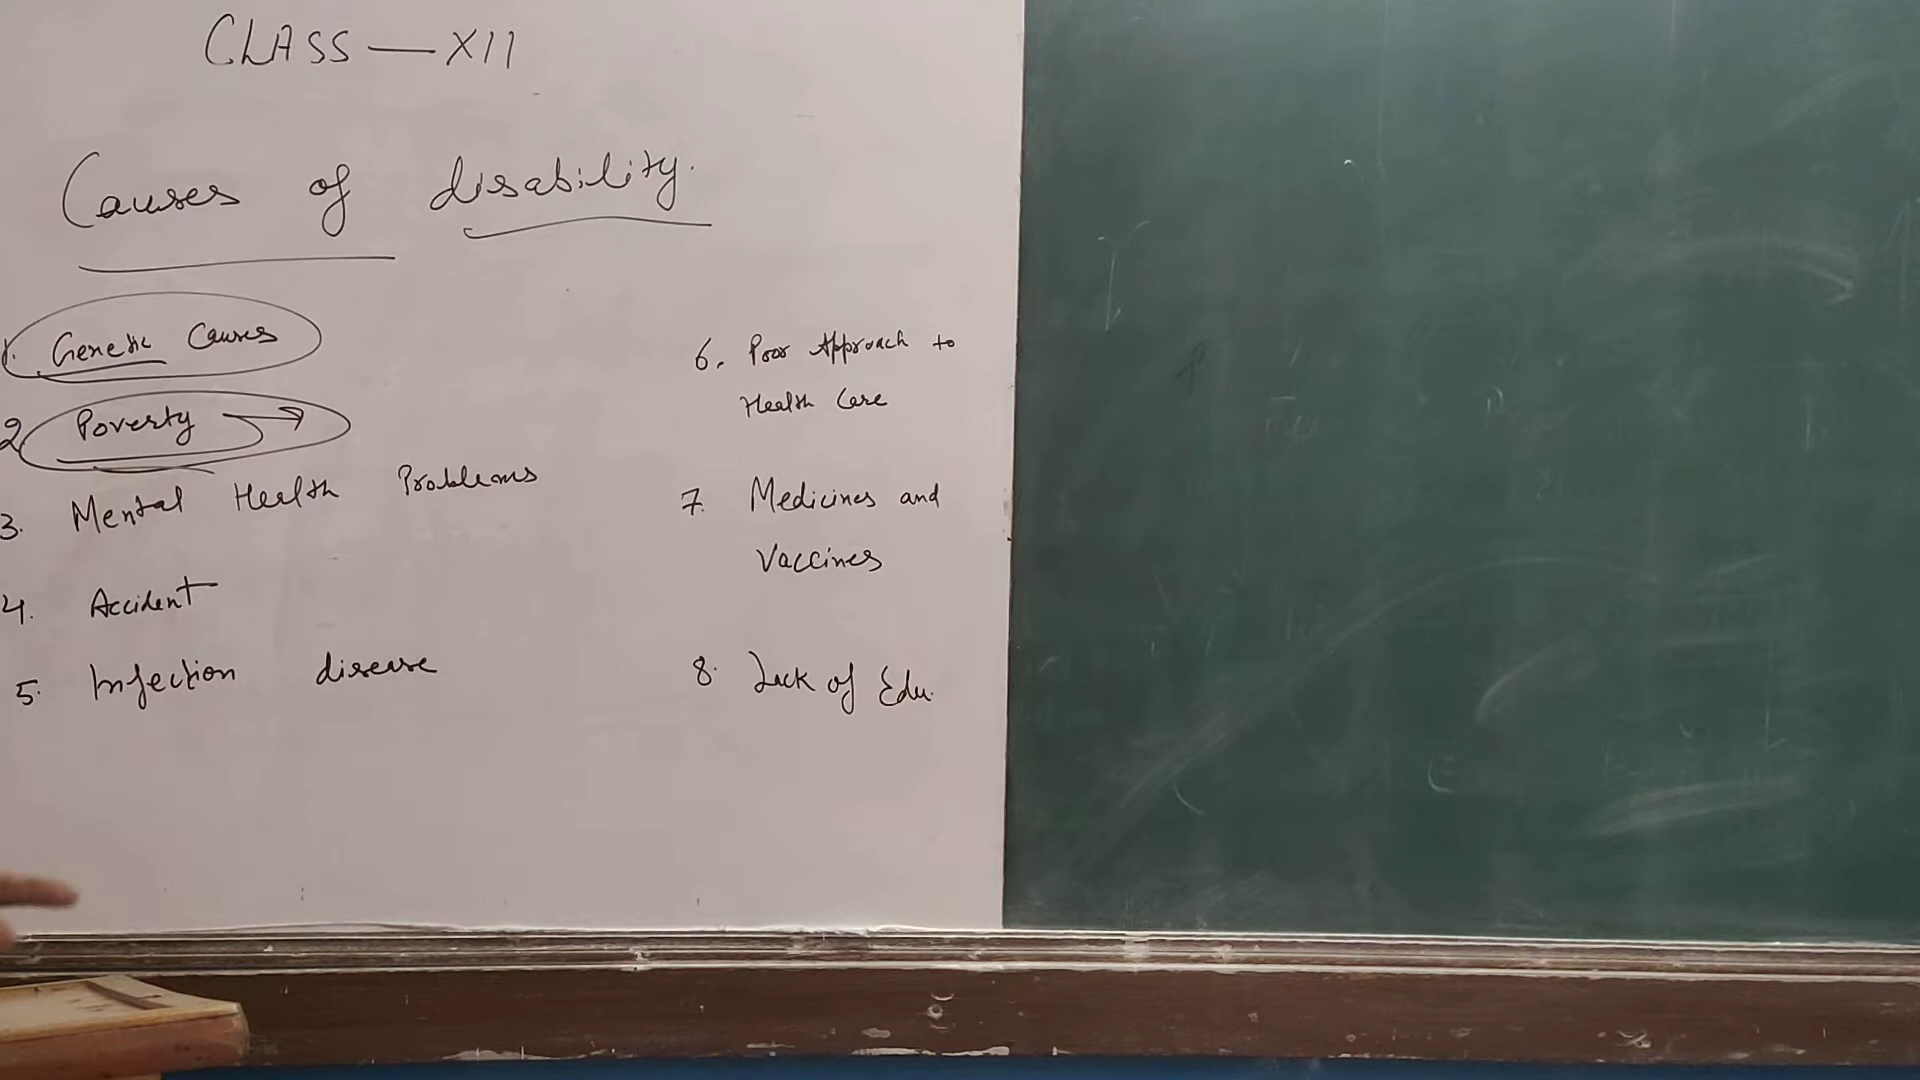 CLASS — XII
Causes of disability.
1. Genetic Causes
2. Poverty →
3. Mental Health Problems
4. Accident
5. Infection disease
6. Poor Approach to
Health Care
7. Medicines and
Vaccines
8. Lack of Edu.